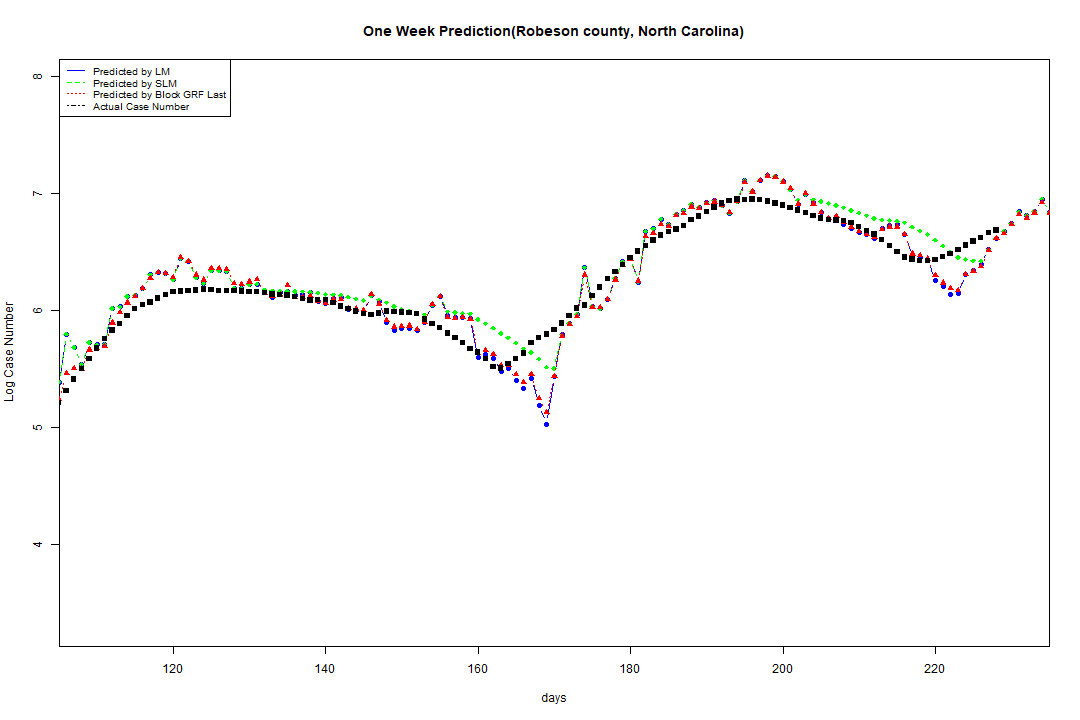 One Week Prediction(Robeson county, North Carolina)
Predicted by LM
Predicted by SLM
Predicted by Block GRF Last
Actual Case Number
8
7
6
5
4
Log Case Number
120 140 160 180 200 220
days